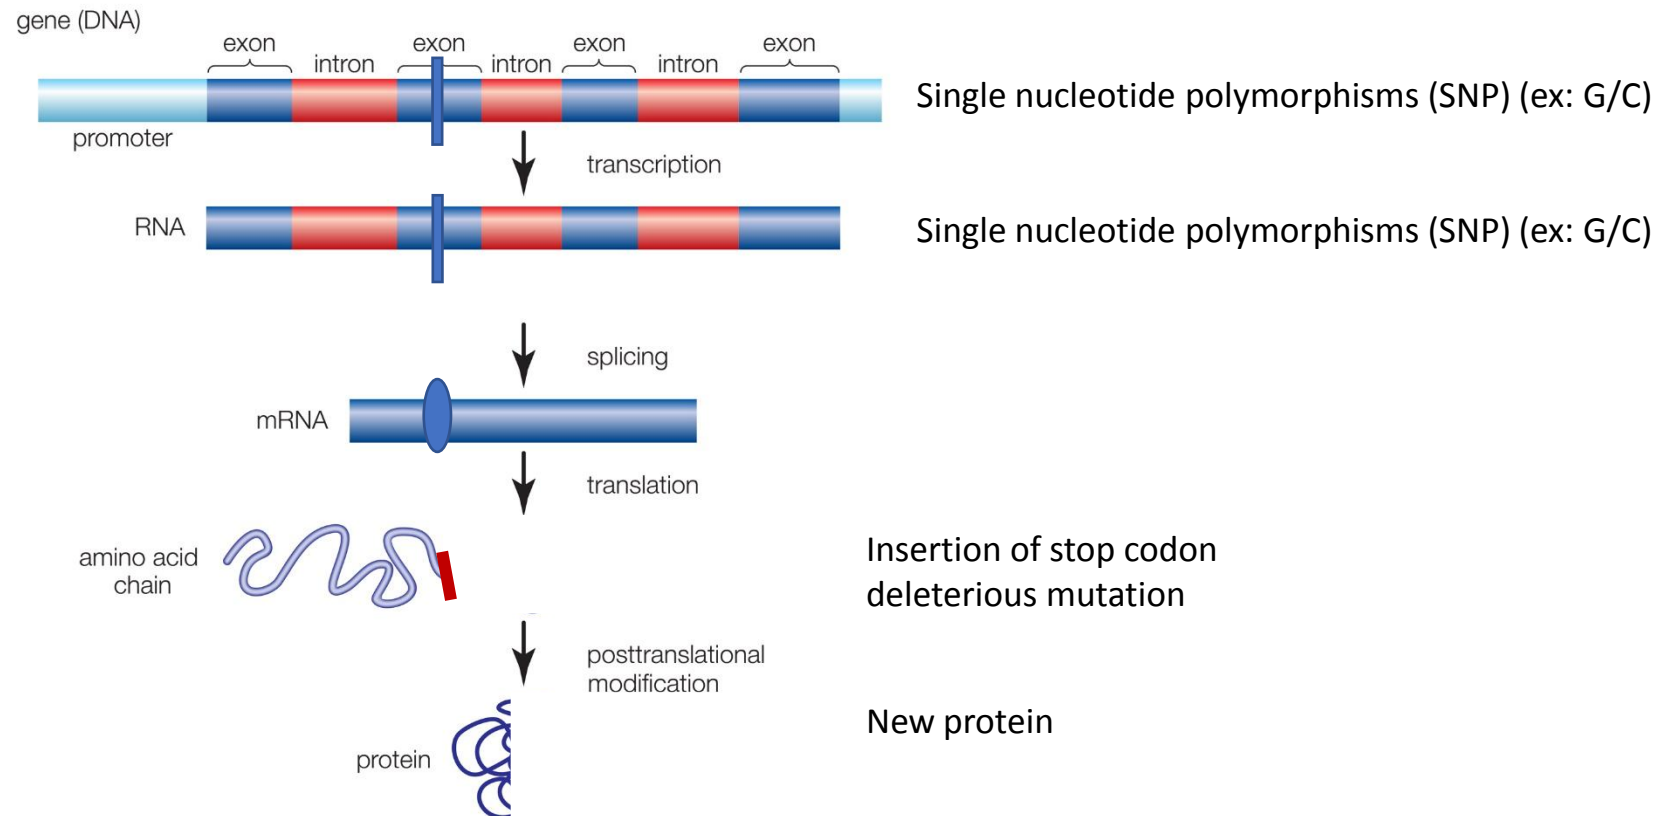 gene (DNA)
exon
intron
exon
intron
exon
intron
exon
Single nucleotide polymorphisms (SNP) (ex: G/C)
promoter
transcription
RNA
Single nucleotide polymorphisms (SNP) (ex: G/C)
splicing
mRNA
translation
amino acid
chain
Insertion of stop codon
deleterious mutation
posttranslational
modification
New protein
protein